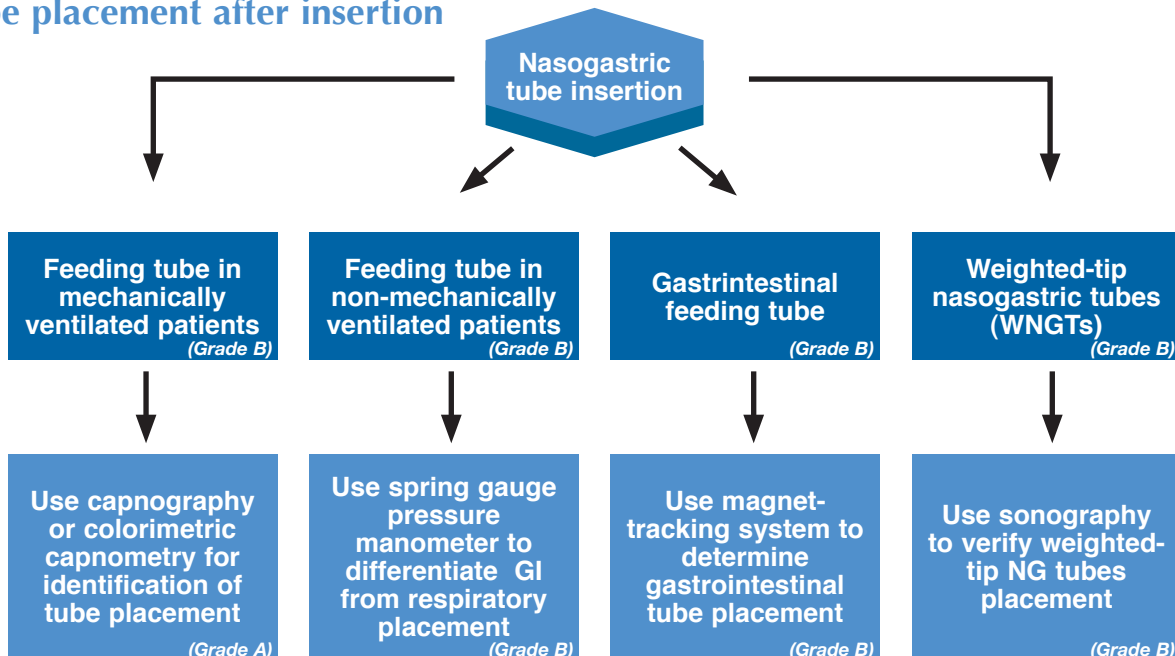 be placement after insertion
Nasogastric
tube insertion
Feeding tube in
mechanically
ventilated patients
(Grade B)
Feeding tube in
non-mechanically
ventilated patients
(Grade B)
Gastrintestinal
feeding tube
(Grade B)
Weighted-tip
nasogastric tubes
(WNGTs)
(Grade B)
Use capnography
or colorimetric
capnometry for
identification of
tube placement
(Grade A)
Use spring gauge
pressure
manometer to
differentiate GI
from respiratory
placement
(Grade B)
Use magnet-
tracking system to
determine
gastrointestinal
tube placement
(Grade B)
Use sonography
to verify weighted-
tip NG tubes
placement
(Grade B)